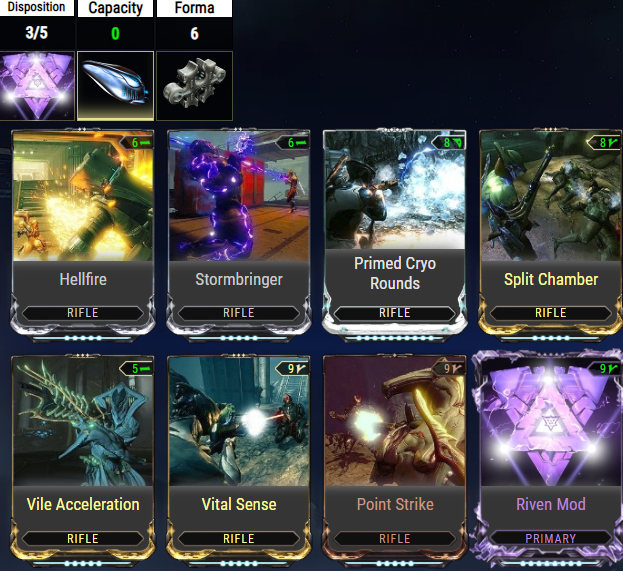 Disposition Capacity Forma
3/5 0 6
6 6 8 8
Hellfire Stormbringer Primed Cryo Split Chamber
Rounds
RIFLE RIFLE RIFLE RIFLE
5 9 9 9
Vile Acceleration Vital Sense Point Strike Riven Mod
RIFLE RIFLE RIFLE PRIMARY